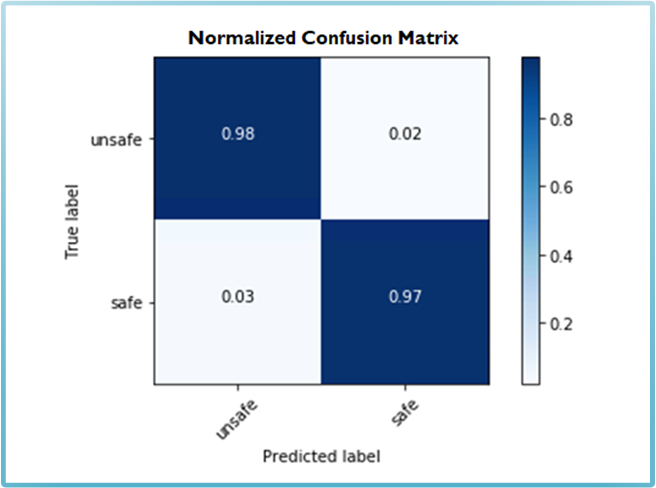 Normalized Confusion Matrix
unsafe
0.98
0.02
0.8
0.6
True label
safe
0.03
0.97
0.4
0.2
unsafe
safe
Predicted label